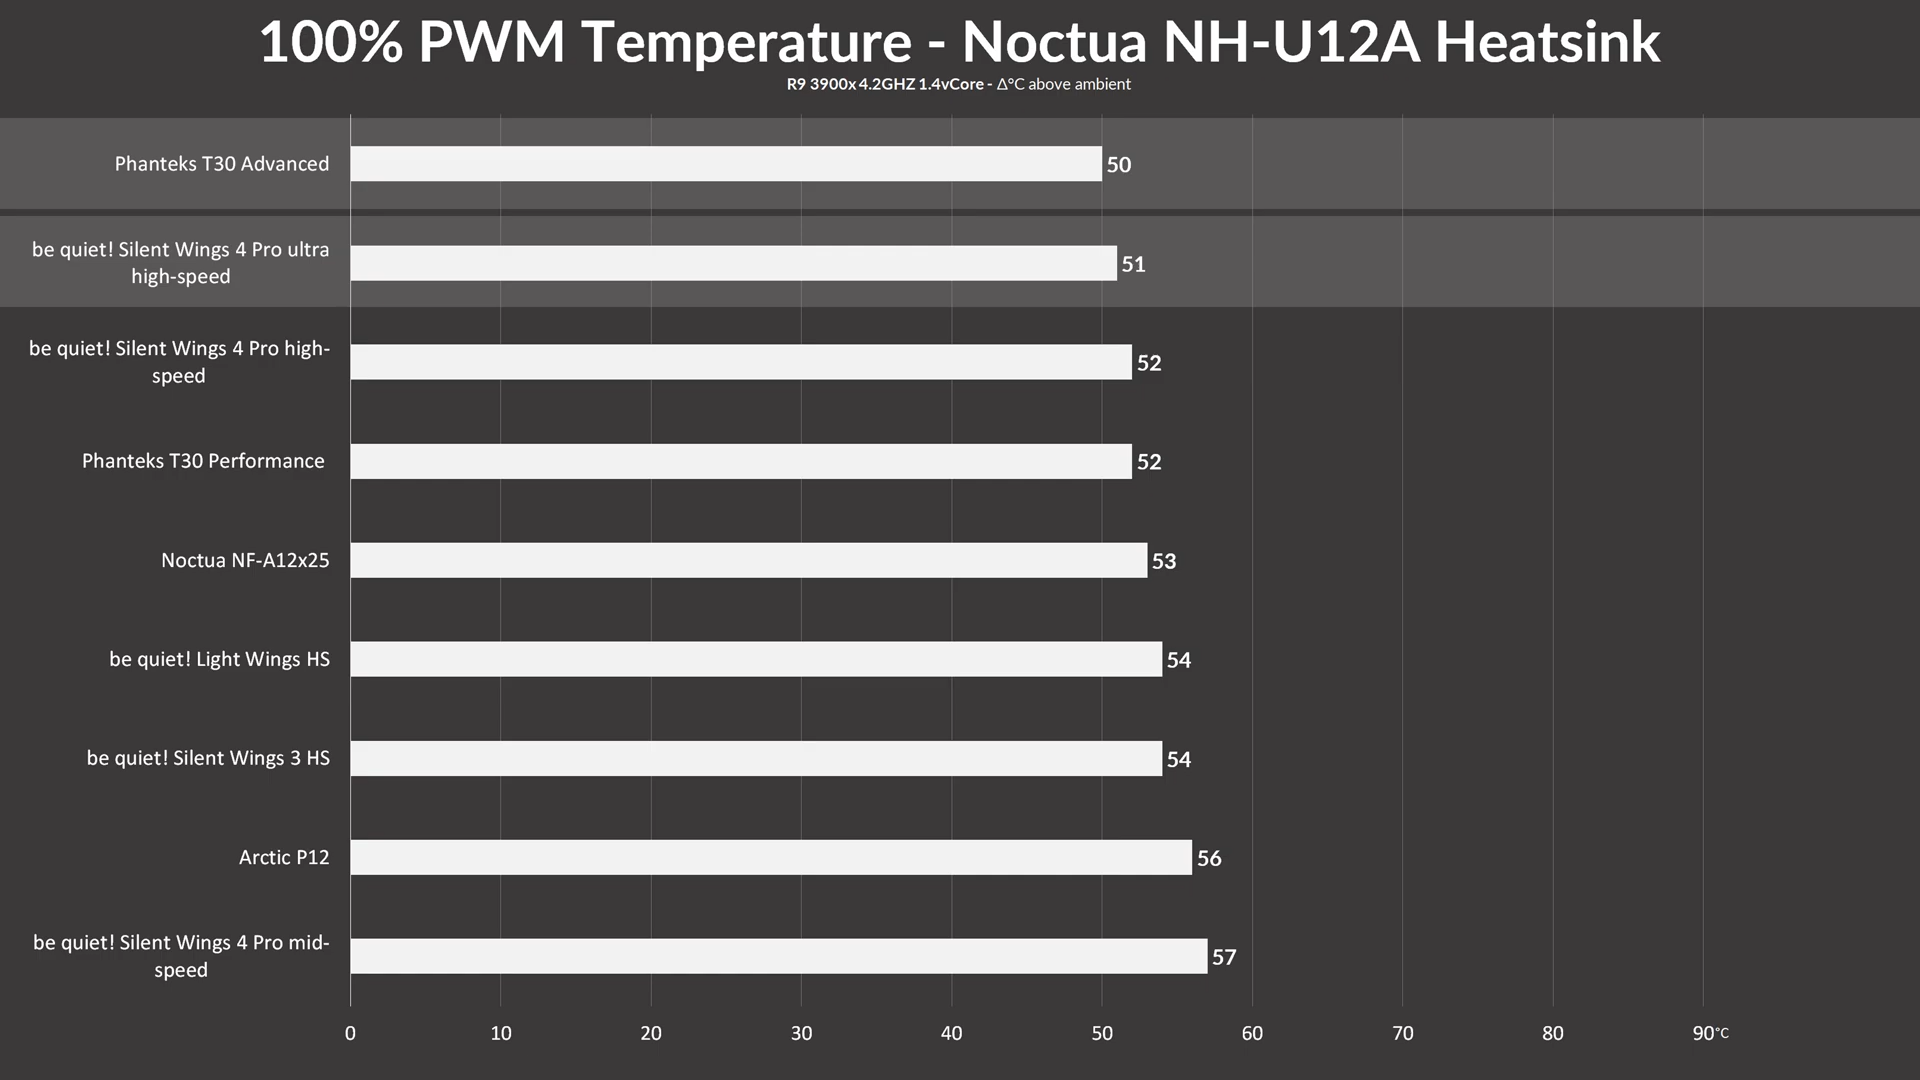 100% PWM Temperature - Noctua NH-U12A Heatsink
R9 3900x 4.2GHZ 1.4vCore - Δ°C above ambient
Phanteks T30 Advanced
50
be quiet! Silent Wings 4 Pro ultra
high-speed
51
be quiet! Silent Wings 4 Pro high-
speed
52
Phanteks T30 Performance
52
Noctua NF-A12x25
53
be quiet! Light Wings HS
54
be quiet! Silent Wings 3 HS
54
Arctic P12
56
be quiet! Silent Wings 4 Pro mid-
speed
57
0 10 20 30 40 50 60 70 80 90°C